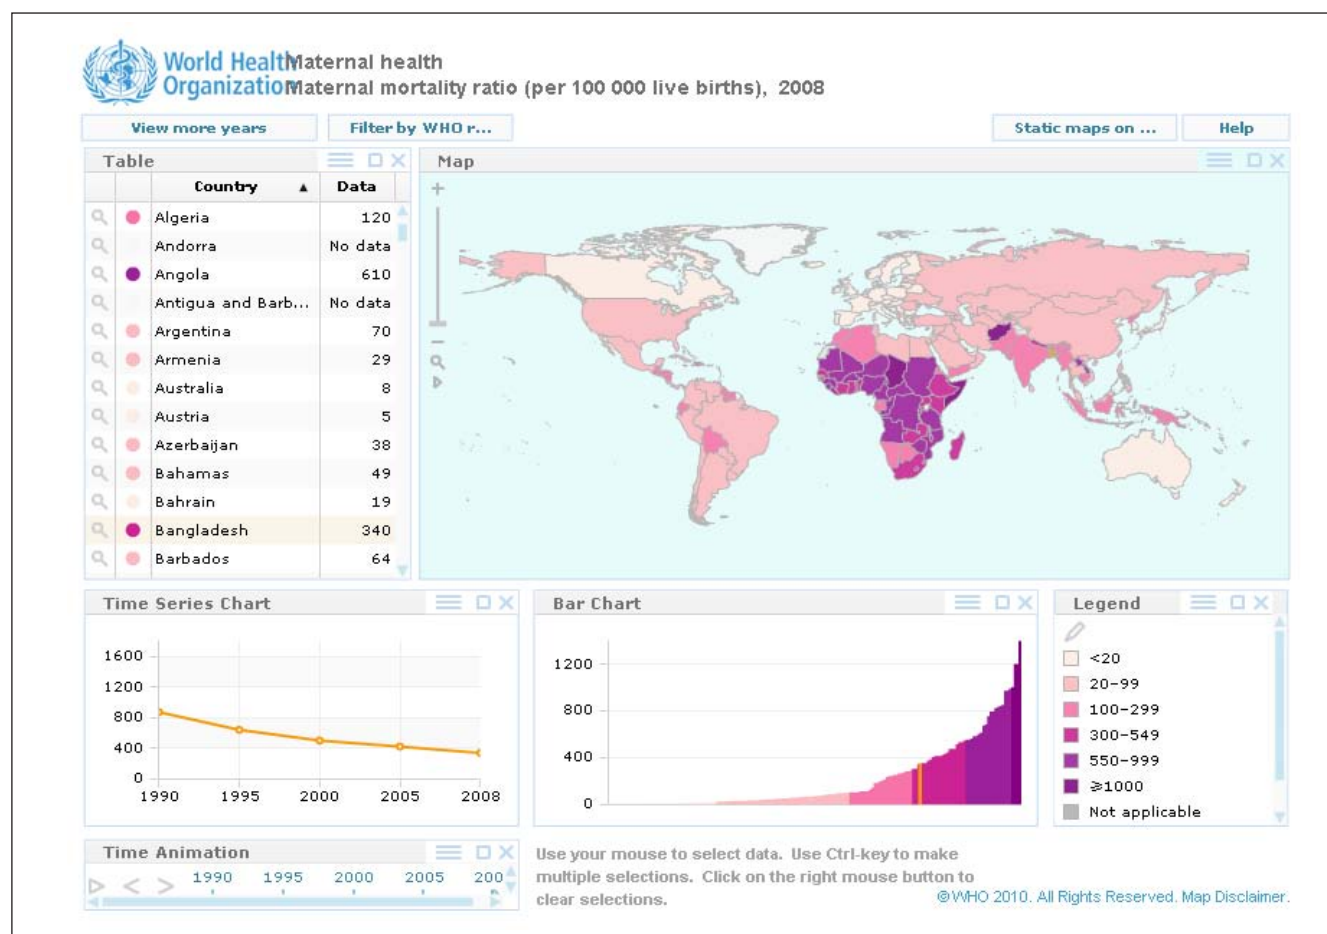 World Health
Organization
Maternal health
Maternal mortality ratio (per 100 000 live births), 2008
View more years
Filter by WHO r...
Static maps on ...
Help
Table
Country ▲ Data
Algeria 120
Andorra No data
Angola 610
Antigua and Barb... No data
Argentina 70
Armenia 29
Australia 8
Austria 5
Azerbaijan 38
Bahamas 49
Bahrain 19
Bangladesh 340
Barbados 64
Map
Time Series Chart
1600
1200
800
400
0
1990 1995 2000 2005 2008
Bar Chart
1200
800
400
0
Legend
<20
20-99
100-299
300-549
550-999
≥1000
Not applicable
Time Animation
1990 1995 2000 2005 200
Use your mouse to select data. Use Ctrl-key to make
multiple selections. Click on the right mouse button to
clear selections.
©WHO 2010. All Rights Reserved. Map Disclaimer.